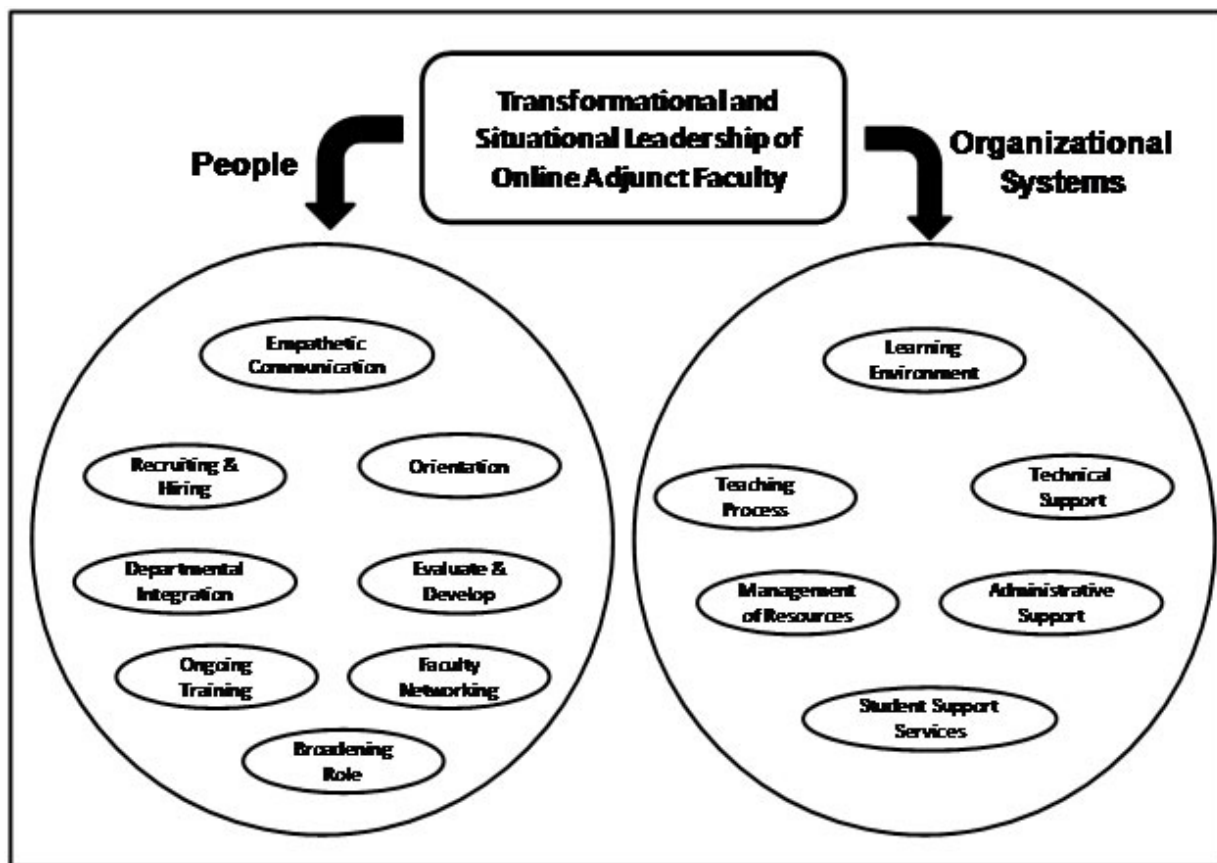 Transformational and
Situational Leadership of
Online Adjunct Faculty
People
Organizational
Systems
Empathetic
Communication
Recruiting &
Hiring
Orientation
Departmental
Integration
Evaluate &
Develop
Ongoing
Training
Faculty
Networking
Broadening
Role
Learning
Environment
Teaching
Process
Technical
Support
Management
of Resources
Administrative
Support
Student Support
Services